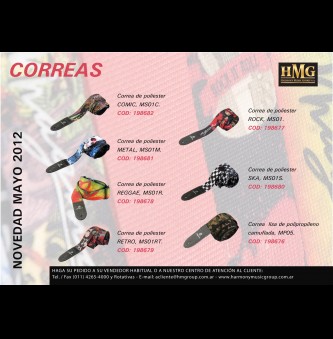 CORREAS
HMG
NOVEDAD MAYO 2012
Correa de poliester
COMIC, MS01C.
COD: 198682
Correa de poliester
METAL, MS01M.
COD: 198681
Correa de poliester
REGGAE, MS01R.
COD: 198678
Correa de poliester
RETRO, MS01RT.
COD: 198679
Correa de poliester
ROCK, MS01.
COD: 198677
Correa de poliester
SKA, MS01S.
COD: 198680
Correa lisa de polipropileno
camuflada, MP05.
COD: 198676
HAGA SU PEDIDO A SU VENDEDOR HABITUAL O A NUESTRO CENTRO DE ATENCIÓN AL CLIENTE:
Tel. / Fax (011) 4265-4000 y Rotativas - E-mail: acliente@hmgroup.com.ar - www.harmonymusicgroup.com.ar